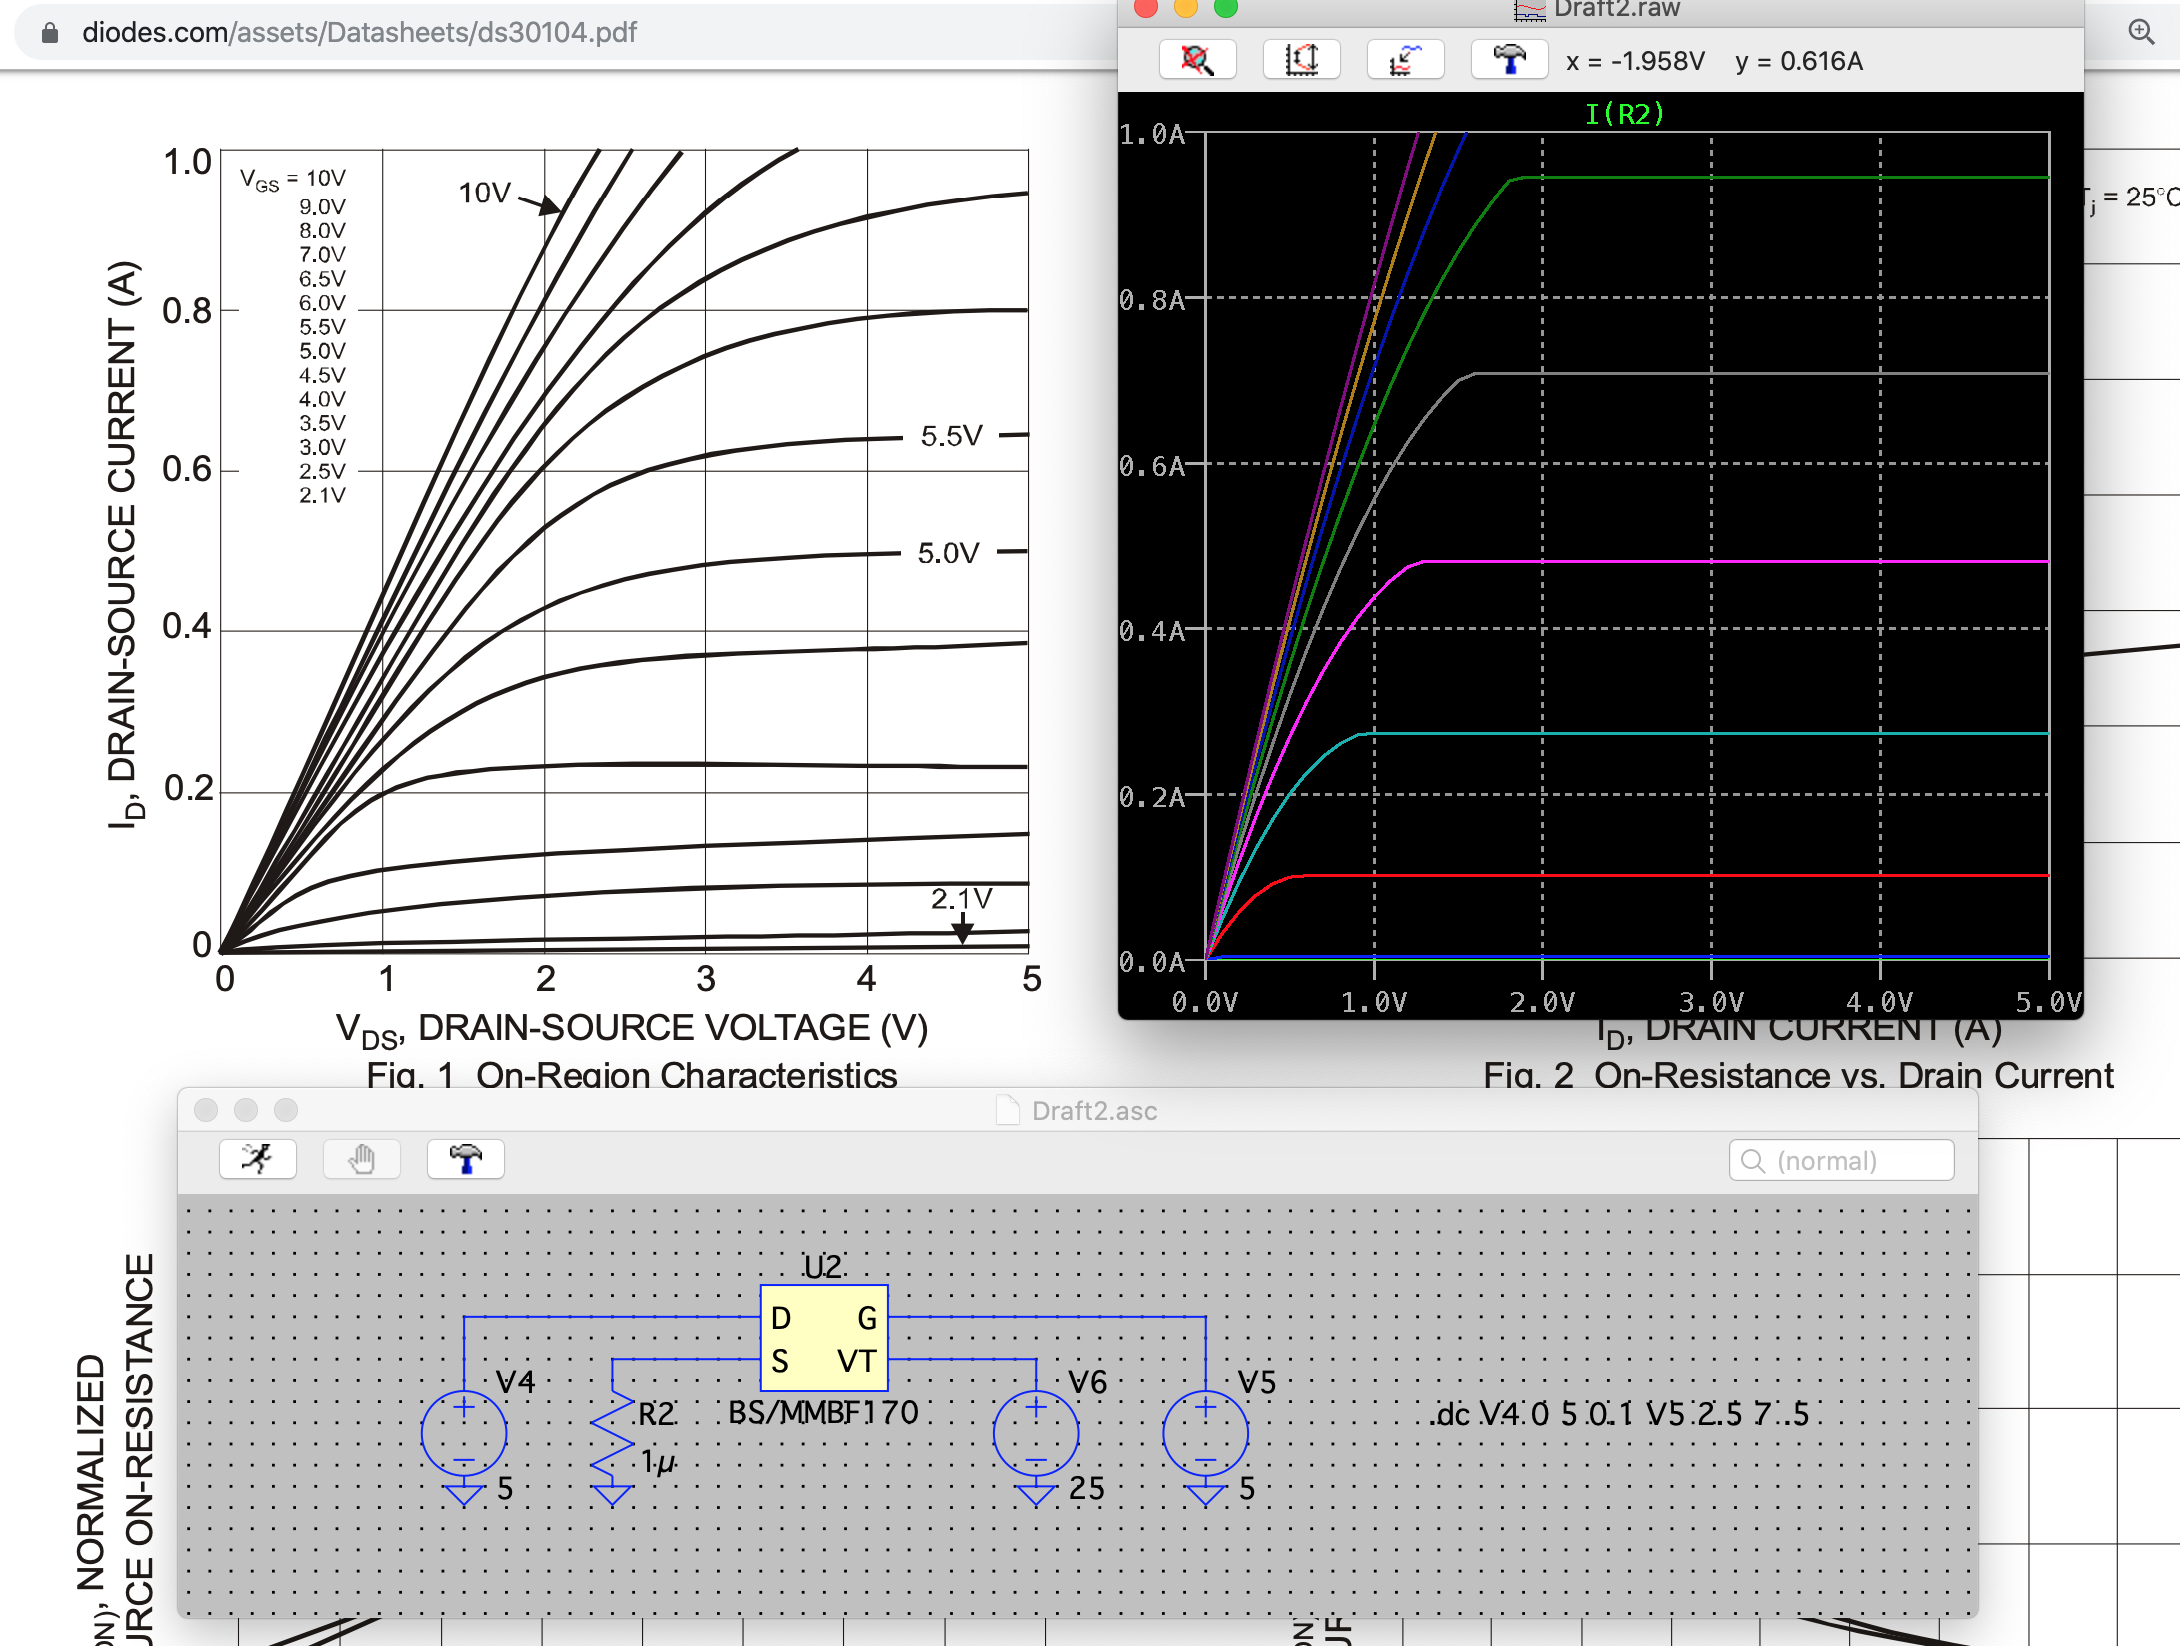 diodes.com/assets/Datasheets/ds30104.pdf
Draft2.raw
x = -1.958V y = 0.616A
I(R2)
1.0A
0.8A
0.6A
0.4A
0.2A
0.0A
0.0V 1.0V 2.0V 3.0V 4.0V 5.0V
1.0
0.8
0.6
0.4
0.2
0
VGS = 10V
9.0V
8.0V
7.0V
6.5V
6.0V
5.5V
5.0V
4.5V
4.0V
3.5V
3.0V
2.5V
2.1V
10V
5.5V
5.0V
2.1V
ID, DRAIN-SOURCE CURRENT (A)
0 1 2 3 4 5
VDS, DRAIN-SOURCE VOLTAGE (V)
Fig. 1 On-Region Characteristics
Tj = 25°C
ID, DRAIN CURRENT (A)
Fig. 2 On-Resistance vs. Drain Current
Draft2.asc
(normal)
U2
D G
S VT
BS/MMBF170
V4
5
R2
1µ
V6
25
V5
5
.dc V4 0 5 0.1 V5 2.5 7 .5
ON), NORMALIZED
URCE ON-RESISTANCE
ON